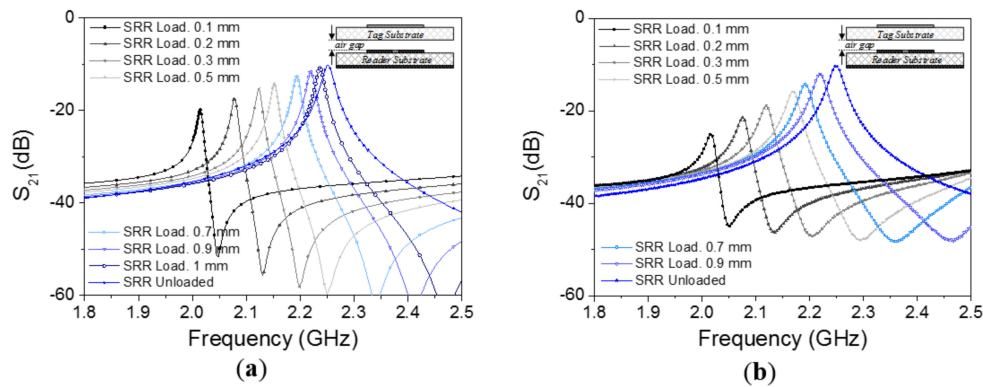 0
-20
-40
-60
S21 (dB)
SRR Load. 0.1 mm
SRR Load. 0.2 mm
SRR Load. 0.3 mm
SRR Load. 0.5 mm
Tag Substrate
air gap
Reader Substrate
SRR Load. 0.7 mm
SRR Load. 0.9 mm
SRR Load. 1 mm
SRR Unloaded
1.8 1.9 2.0 2.1 2.2 2.3 2.4 2.5
Frequency (GHz)
(a)
0
-20
-40
-60
S21 (dB)
SRR Load. 0.1 mm
SRR Load. 0.2 mm
SRR Load. 0.3 mm
SRR Load. 0.5 mm
Tag Substrate
air gap
Reader Substrate
SRR Load. 0.7 mm
SRR Load. 0.9 mm
SRR Unloaded
1.8 1.9 2.0 2.1 2.2 2.3 2.4 2.5
Frequency (GHz)
(b)